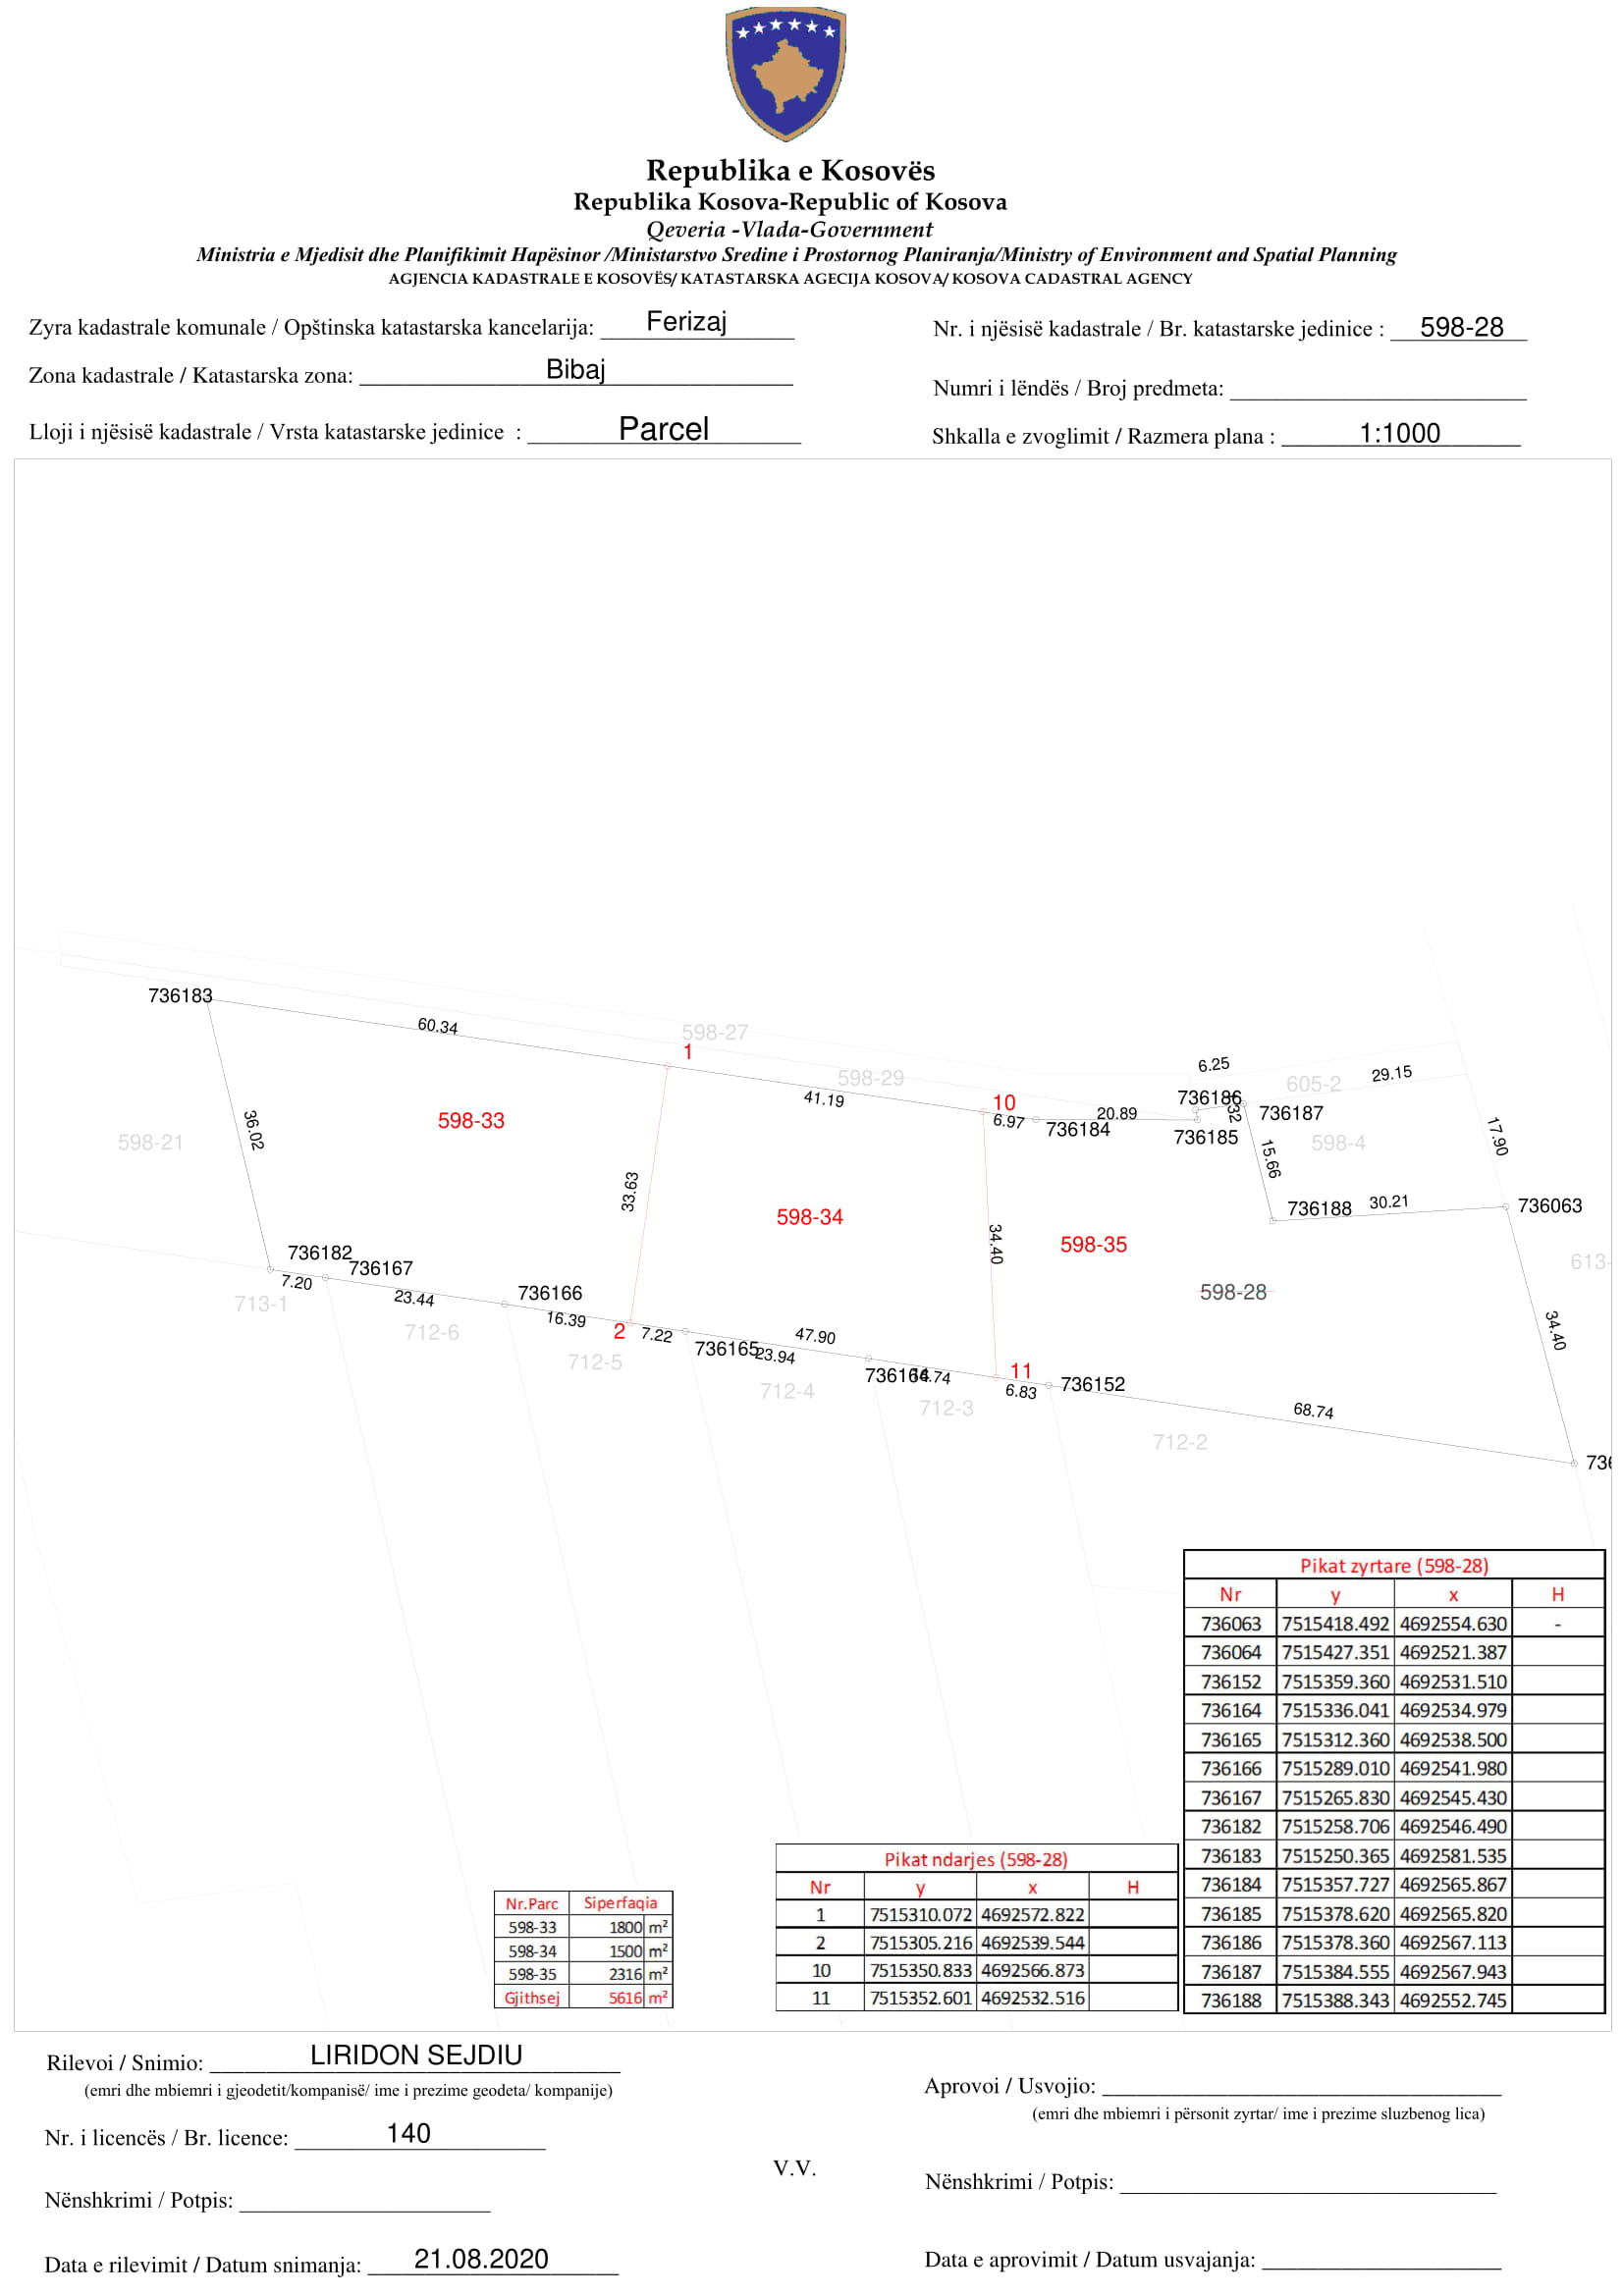 Republika e Kosovës
Republika Kosova-Republic of Kosova
Qeveria -Vlada-Government
Ministria e Mjedisit dhe Planifikimit Hapësinor /Ministarstvo Sredine i Prostornog Planiranja/Ministry of Environment and Spatial Planning
AGJENCIA KADASTRALE E KOSOVËS/ KATASTARSKA AGECIJA KOSOVA/ KOSOVA CADASTRAL AGENCY
Zyra kadastrale komunale / Opštinska katastarska kancelarija: Ferizaj
Nr. i njësisë kadastrale / Br. katastarske jedinice : 598-28
Zona kadastrale / Katastarska zona: Bibaj
Numri i lëndës / Broj predmeta:
Lloji i njësisë kadastrale / Vrsta katastarske jedinice : Parcel
Shkalla e zvoglimit / Razmera plana : 1:1000
736183
60.34
598-27
1
598-29
41.19
10
6.97
736184
20.89
6.25
736186
736185
736187
605-2
29.15
598-4
17.90
15.66
736188
30.21
736063
598-21
36.02
598-33
33.63
598-34
34.40
598-35
598-28
613-
34.40
736182
736167
7.20
713-1
23.44
712-6
736166
16.39
2
7.22
712-5
736165
47.90
23.94
712-4
736164
712-3
11
6.83
736152
712-2
68.74
Pikat zyrtare (598-28)
Nr y x H
736063 7515418.492 4692554.630 -
736064 7515427.351 4692521.387
736152 7515359.360 4692531.510
736164 7515336.041 4692534.979
736165 7515312.360 4692538.500
736166 7515289.010 4692541.980
736167 7515265.830 4692545.430
736182 7515258.706 4692546.490
736183 7515250.365 4692581.535
736184 7515357.727 4692565.867
736185 7515378.620 4692565.820
736186 7515378.360 4692567.113
736187 7515384.555 4692567.943
736188 7515388.343 4692552.745
Pikat ndarjes (598-28)
Nr y x H
1 7515310.072 4692572.822
2 7515305.216 4692539.544
10 7515350.833 4692566.873
11 7515352.601 4692532.516
Nr.Parc Siperfaqia
598-33 1800 m²
598-34 1500 m²
598-35 2316 m²
Gjithsej 5616 m²
Rilevoi / Snimio: LIRIDON SEJDIU
(emri dhe mbiemri i gjeodetit/kompanisë/ ime i prezime geodeta/ kompanije)
Aprovoi / Usvojio:
(emri dhe mbiemri i përsonit zyrtar/ ime i prezime sluzbenog lica)
Nr. i licencës / Br. licence: 140
V.V.
Nënshkrimi / Potpis:
Nënshkrimi / Potpis:
Data e rilevimit / Datum snimanja: 21.08.2020
Data e aprovimit / Datum usvajanja: